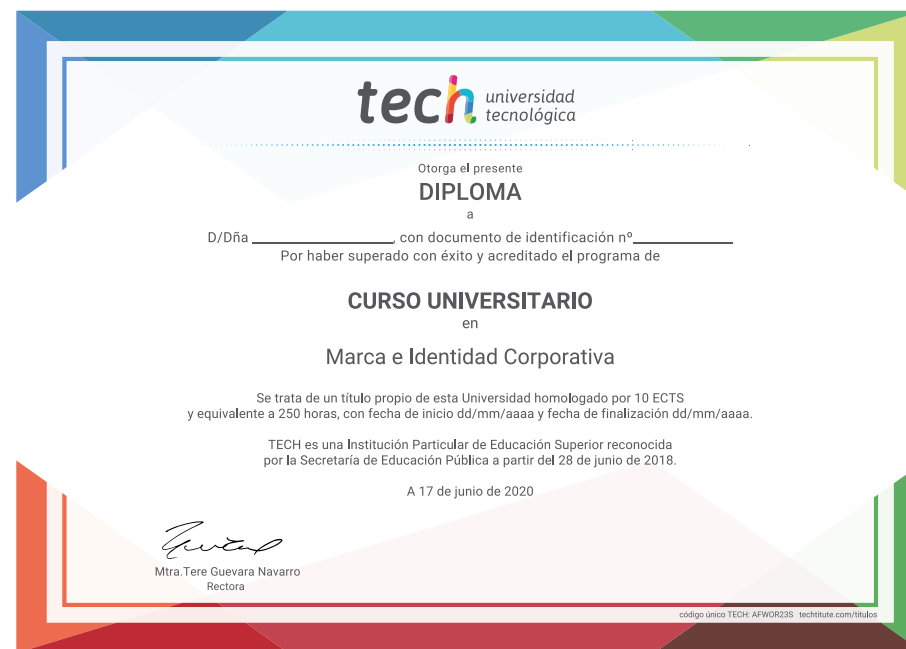 tech universidad
tecnológica
Otorga el presente
DIPLOMA
a
D/Dña ____________________, con documento de identificación nº______________
Por haber superado con éxito y acreditado el programa de
CURSO UNIVERSITARIO
en
Marca e Identidad Corporativa
Se trata de un título propio de esta Universidad homologado por 10 ECTS
y equivalente a 250 horas, con fecha de inicio dd/mm/aaaa y fecha de finalización dd/mm/aaaa.
TECH es una Institución Particular de Educación Superior reconocida
por la Secretaría de Educación Pública a partir del 28 de junio de 2018.
A 17 de junio de 2020
Mtra.Tere Guevara Navarro
Rectora
código único TECH: AFWOR23S techtitute.com/titulos